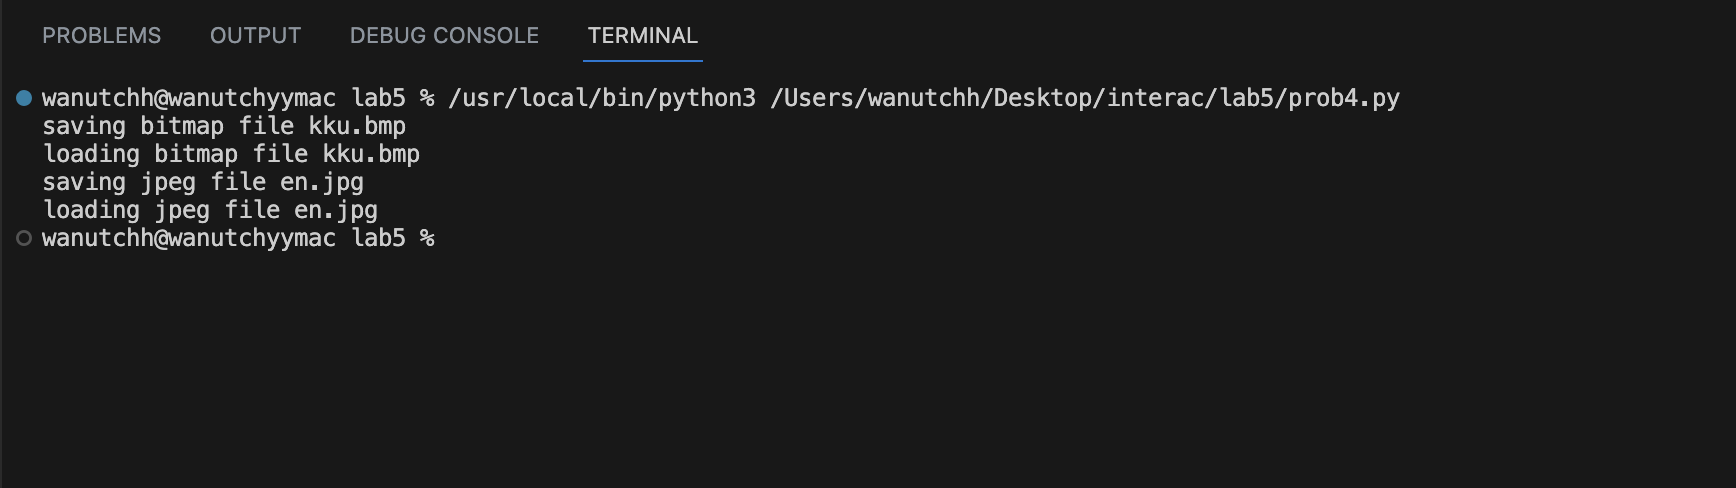 PROBLEMS OUTPUT DEBUG CONSOLE TERMINAL
wanutchh@wanutchyymac lab5 % /usr/local/bin/python3 /Users/wanutchh/Desktop/interac/lab5/prob4.py
saving bitmap file kku.bmp
loading bitmap file kku.bmp
saving jpeg file en.jpg
loading jpeg file en.jpg
wanutchh@wanutchyymac lab5 %